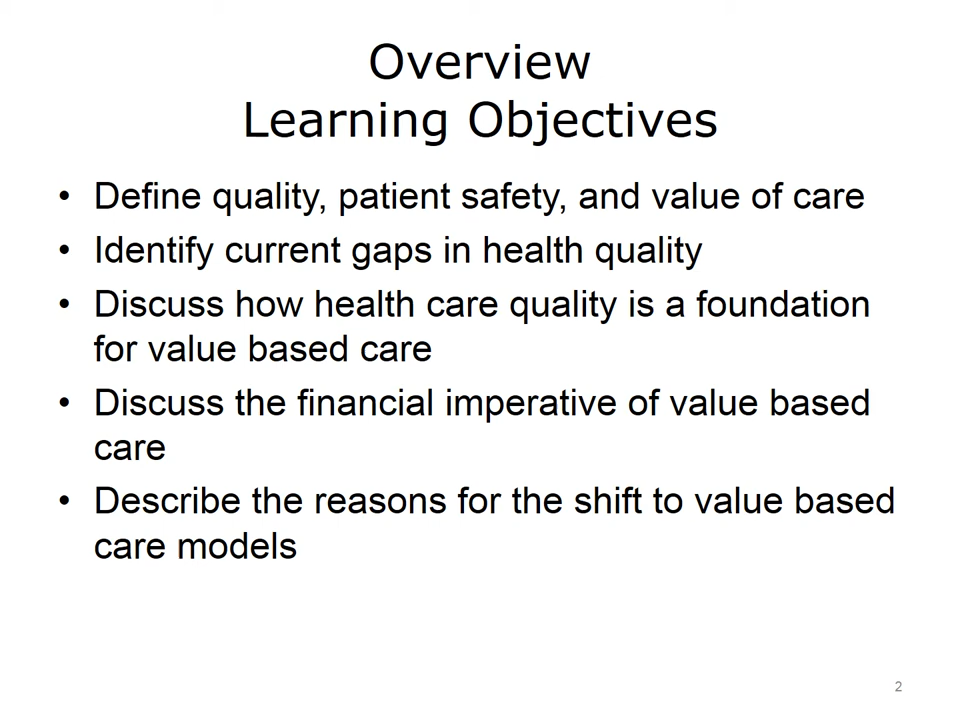 Overview
Learning Objectives
• Define quality, patient safety, and value of care
• Identify current gaps in health quality
• Discuss how health care quality is a foundation
for value based care
• Discuss the financial imperative of value based
care
• Describe the reasons for the shift to value based
care models
2